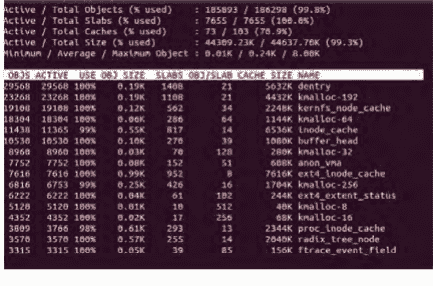 Active / Total Objects (% used) : 185893 / 186298 (99.8%)
Active / Total Slabs (% used) : 7655 / 7655 (100.0%)
Active / Total Caches (% used) : 73 / 103 (70.9%)
Active / Total Size (% used) : 44309.23K / 44637.70K (99.3%)
Minimum / Average / Maximum Object : 0.01K / 0.24K / 8.00K
OBJS ACTIVE USE OBJ SIZE SLABS OBJ/SLAB CACHE SIZE NAME
29568 29568 100% 0.19K 1408 21 5632K dentry
23268 23268 100% 0.19K 1108 21 4432K kmalloc-192
19108 19108 100% 0.12K 562 34 2248K kernfs_node_cache
18304 18304 100% 0.06K 286 64 1144K kmalloc-64
11438 11365 99% 0.55K 817 14 6536K inode_cache
10530 10530 100% 0.10K 270 39 1080K buffer_head
8960 8960 100% 0.03K 70 128 280K kmalloc-32
7752 7752 100% 0.08K 152 51 608K anon_vma
7616 7616 100% 0.99K 952 8 7616K ext4_inode_cache
6816 6753 99% 0.25K 426 16 1704K kmalloc-256
6222 6222 100% 0.04K 61 102 244K ext4_extent_status
5120 5120 100% 0.01K 10 512 40K kmalloc-8
4352 4352 100% 0.02K 17 256 68K kmalloc-16
3809 3766 98% 0.61K 293 13 2344K proc_inode_cache
3570 3570 100% 0.57K 255 14 2040K radix_tree_node
3315 3315 100% 0.05K 39 85 156K ftrace_event_field